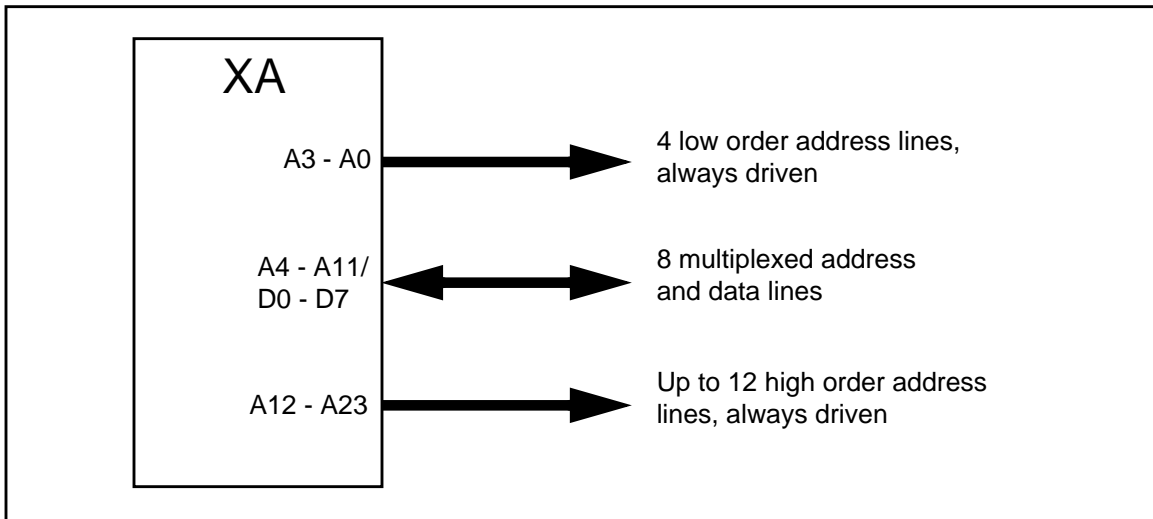 XA
A3 - A0
4 low order address lines,
always driven
A4 - A11/
D0 - D7
8 multiplexed address
and data lines
A12 - A23
Up to 12 high order address
lines, always driven